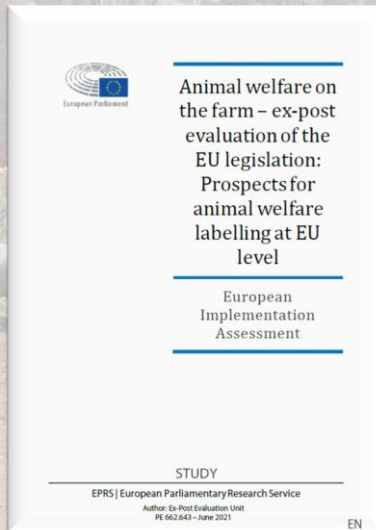 European Parliament
Animal welfare on
the farm – ex-post
evaluation of the
EU legislation:
Prospects for
animal welfare
labelling at EU
level
European
Implementation
Assessment
STUDY
EPRS | European Parliamentary Research Service
Author: Ex-Post Evaluation Unit
PE 662.643 – June 2021
EN